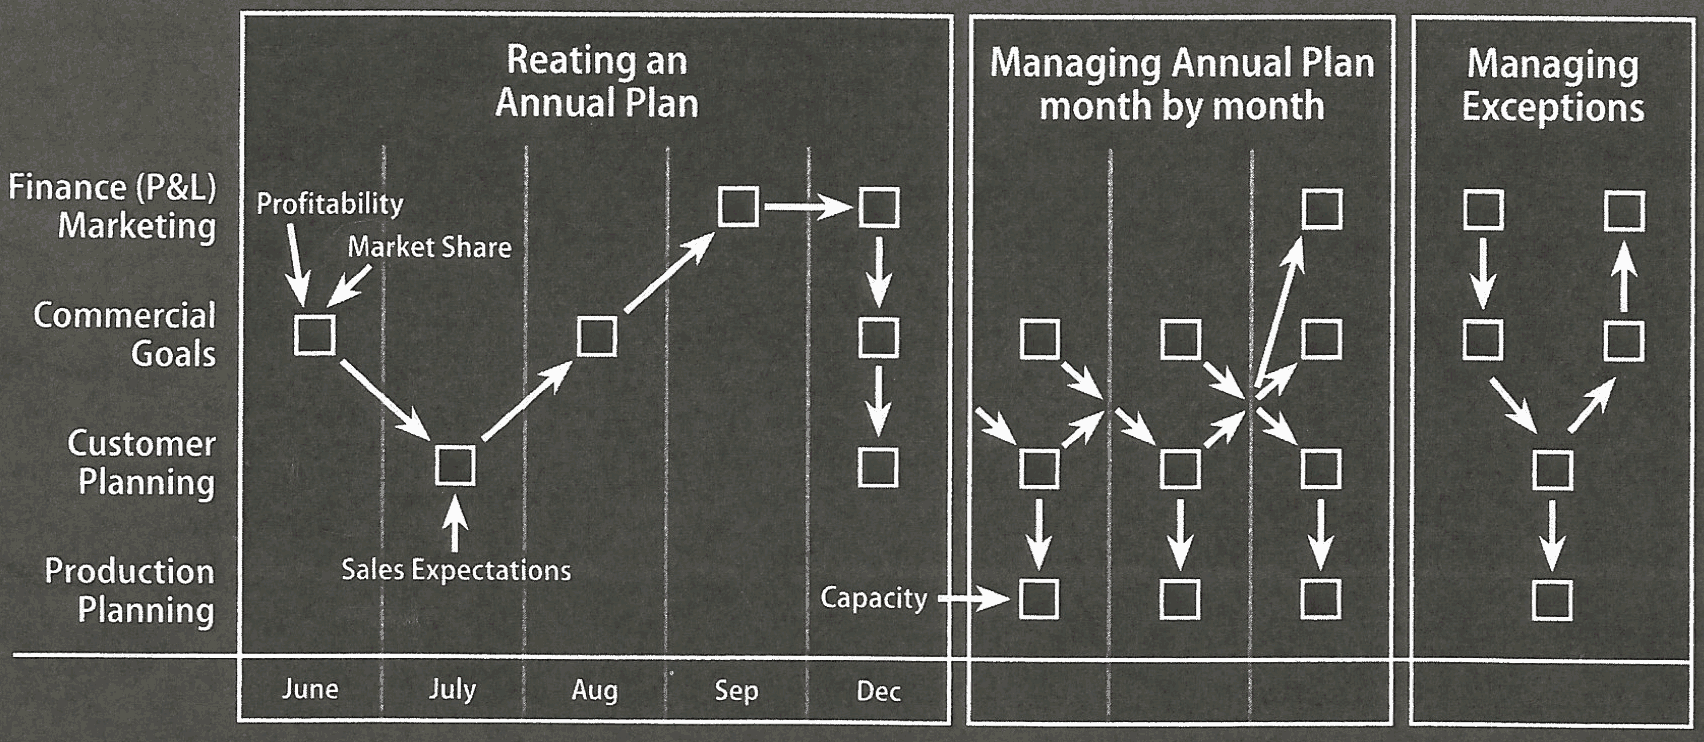 Reating an
Annual Plan
Managing Annual Plan
month by month
Managing
Exceptions
Finance (P&L)
Marketing
Profitability
Market Share
Commercial
Goals
Customer
Planning
Sales Expectations
Production
Planning
Capacity
June
July
Aug
Sep
Dec